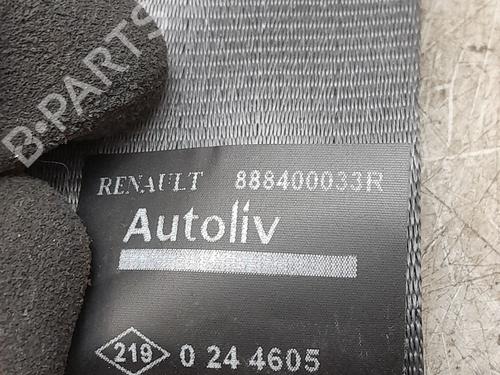 B-PARTS
RENAULT 888400033R
Autoliv
219 0 24 4605